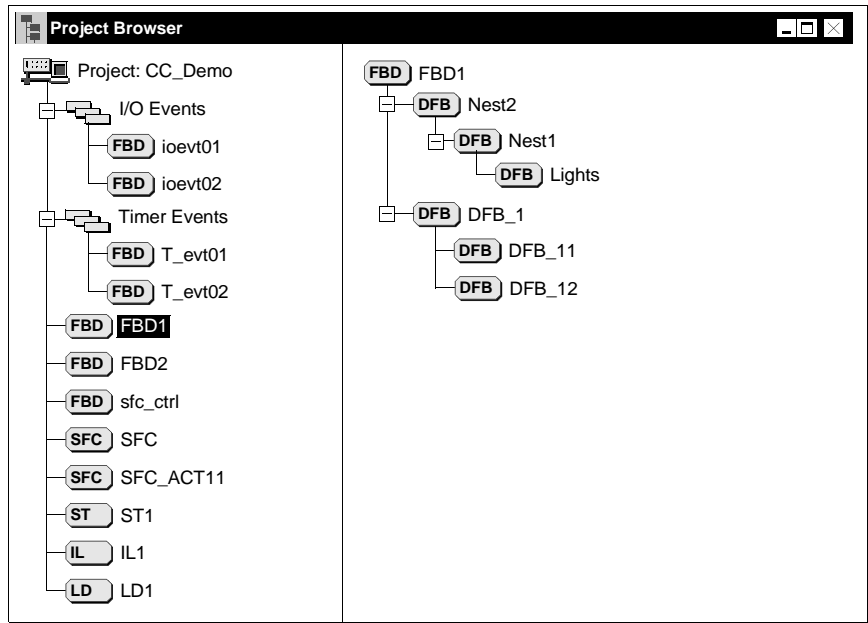 Project Browser
Project: CC_Demo
I/O Events
FBD ioevt01
FBD ioevt02
Timer Events
FBD T_evt01
FBD T_evt02
FBD FBD1
FBD FBD2
FBD sfc_ctrl
SFC SFC
SFC SFC_ACT11
ST ST1
IL IL1
LD LD1
FBD FBD1
DFB Nest2
DFB Nest1
DFB Lights
DFB DFB_1
DFB DFB_11
DFB DFB_12